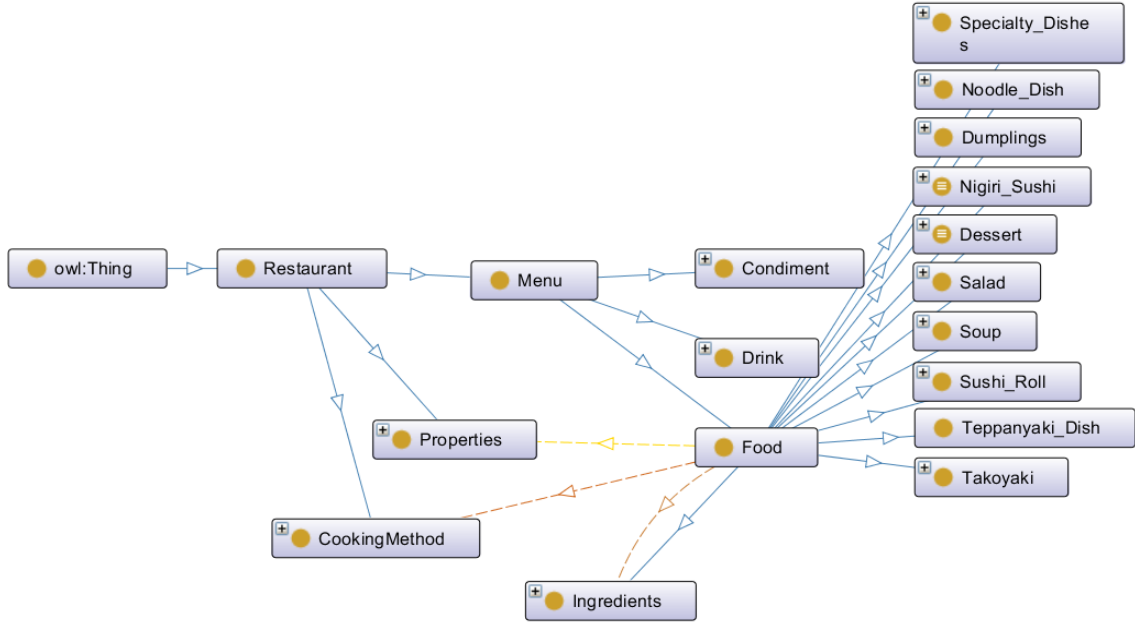 Specialty_Dishe
s
Noodle_Dish
Dumplings
Nigiri_Sushi
Dessert
owl:Thing
Restaurant
Menu
Condiment
Salad
Soup
Drink
Sushi_Roll
Properties
Food
Teppanyaki_Dish
Takoyaki
CookingMethod
Ingredients